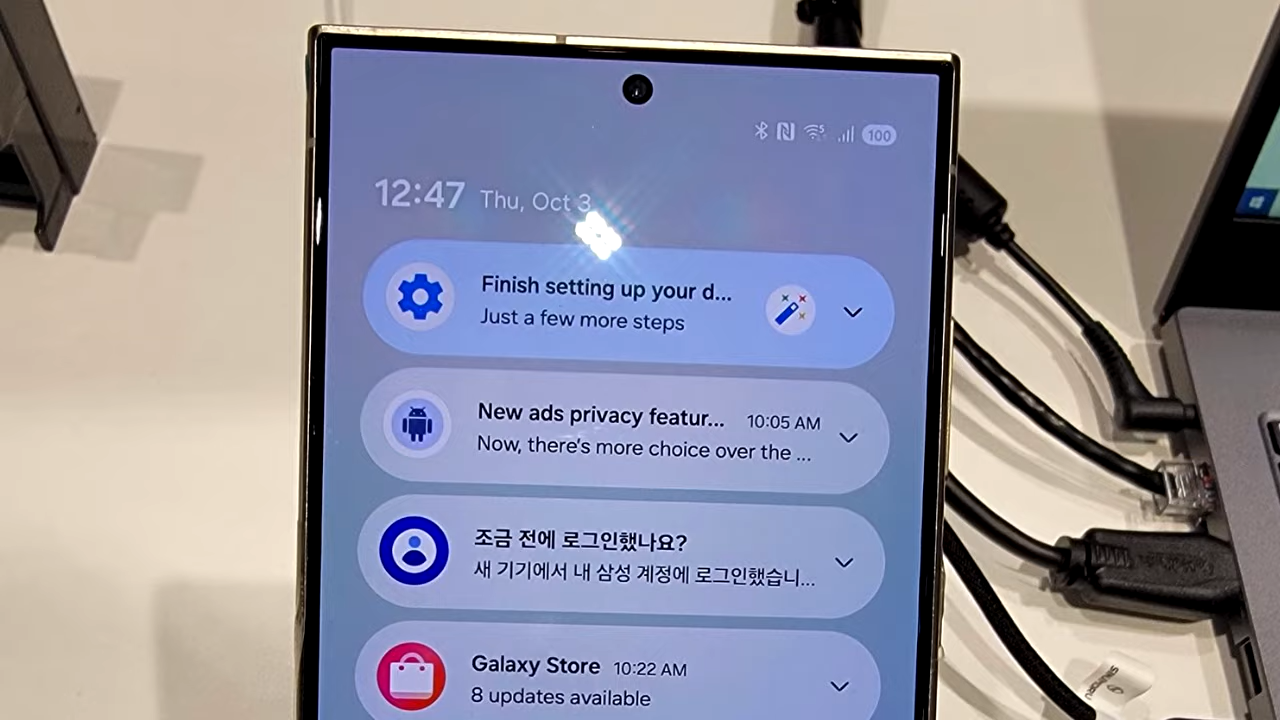 100
12:47 Thu, Oct 3
Finish setting up your d...
Just a few more steps
New ads privacy featur... 10:05 AM
Now, there's more choice over the ...
조금 전에 로그인했나요?
새 기기에서 내 삼성 계정에 로그인했습니...
Galaxy Store 10:22 AM
8 updates available